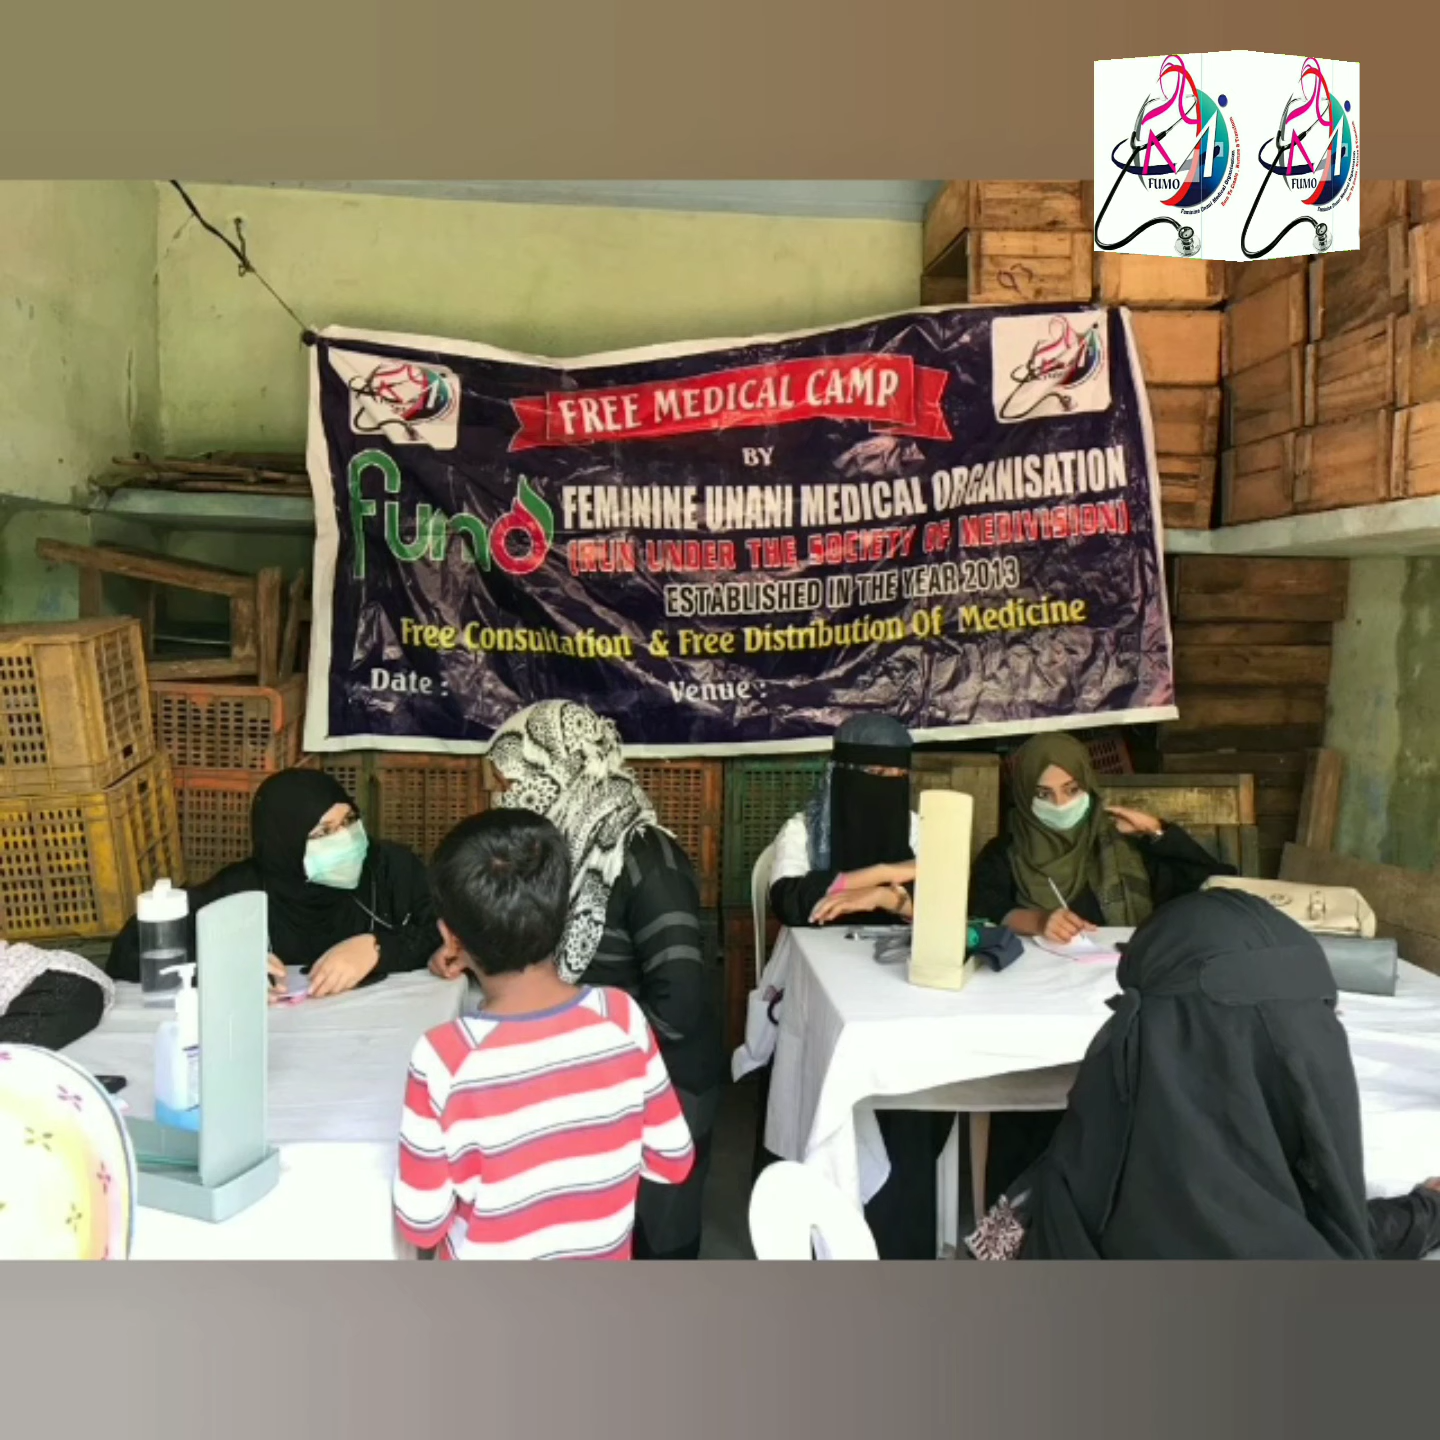 FUMO
FUMO
FREE MEDICAL CAMP
BY
fumo
FEMININE UNANI MEDICAL ORGANISATION
(RUN UNDER THE SOCIETY OF MEDIVISION)
ESTABLISHED IN THE YEAR 2013
Free Consultation & Free Distribution Of Medicine
Date :
Venue :